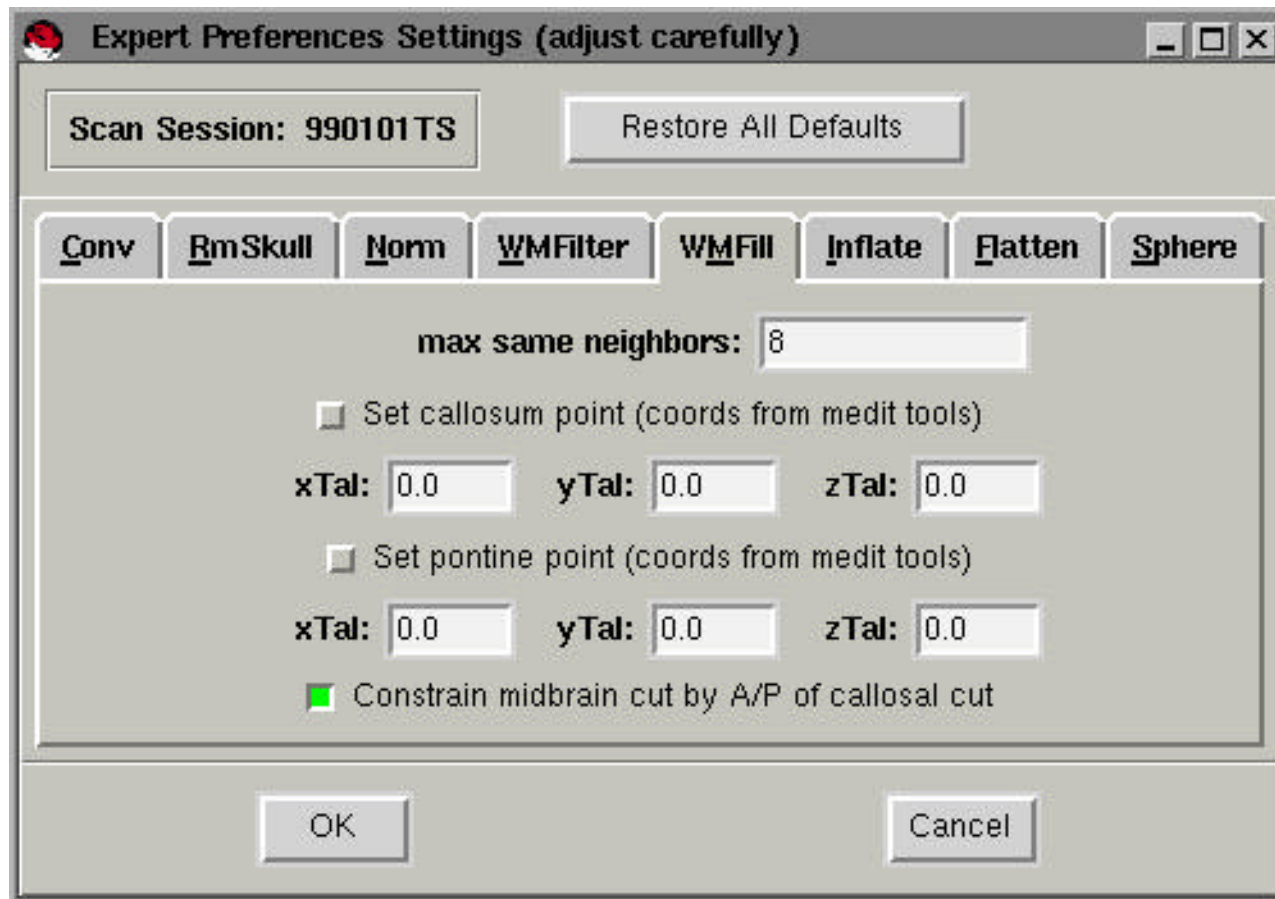 Expert Preferences Settings (adjust carefully)
Scan Session: 990101TS
Restore All Defaults
Conv RmSkull Norm WMFilter WMFill Inflate Flatten Sphere
max same neighbors: 8
Set callosum point (coords from medit tools)
xTal: 0.0 yTal: 0.0 zTal: 0.0
Set pontine point (coords from medit tools)
xTal: 0.0 yTal: 0.0 zTal: 0.0
Constrain midbrain cut by A/P of callosal cut
OK Cancel